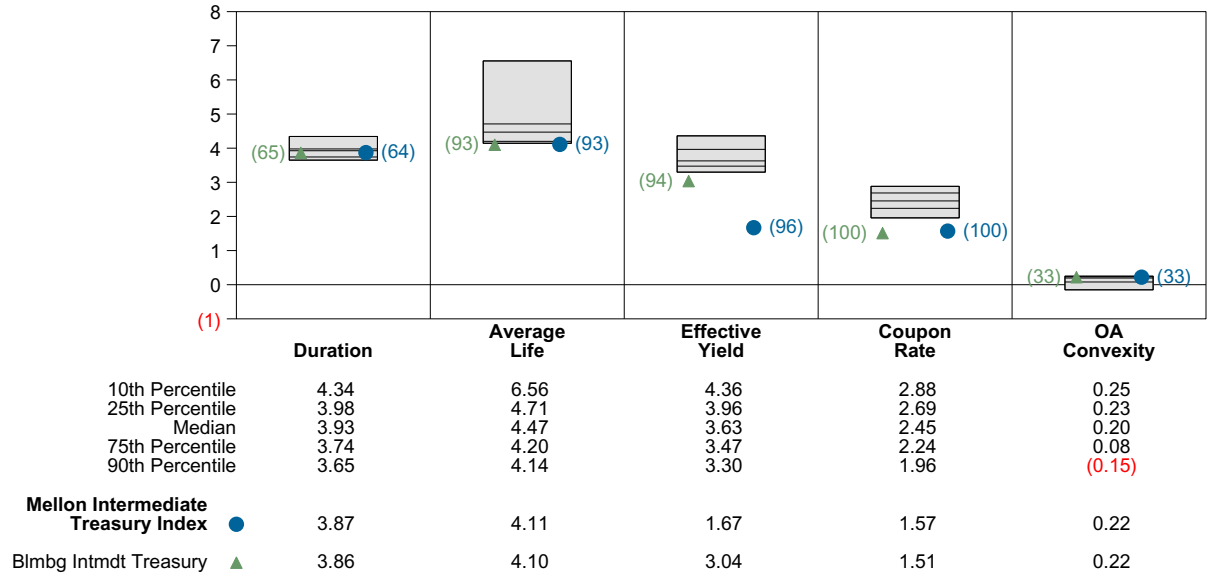 8
7
6
5
4
3
2
1
0
(1)
(65) (64)
(93) (93)
(94) (96)
(100) (100)
(33) (33)
Duration Average Life Effective Yield Coupon Rate OA Convexity
10th Percentile 4.34 6.56 4.36 2.88 0.25
25th Percentile 3.98 4.71 3.96 2.69 0.23
Median 3.93 4.47 3.63 2.45 0.20
75th Percentile 3.74 4.20 3.47 2.24 0.08
90th Percentile 3.65 4.14 3.30 1.96 (0.15)
Mellon Intermediate
Treasury Index 3.87 4.11 1.67 1.57 0.22
Blmbg Intmdt Treasury 3.86 4.10 3.04 1.51 0.22